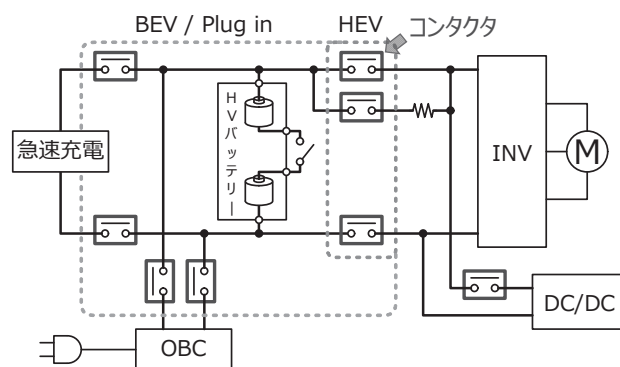 BEV / Plug in
HEV
コンタクタ
急速充電
HVバッテリー
INV
M
DC/DC
OBC